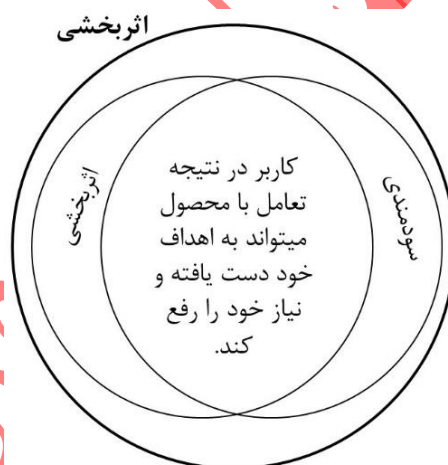 اثربخشی
اثربخشی
سودمندی
کاربر در نتیجه
تعامل با محصول
میتواند به اهداف
خود دست یافته و
نیاز خود را رفع
کند.